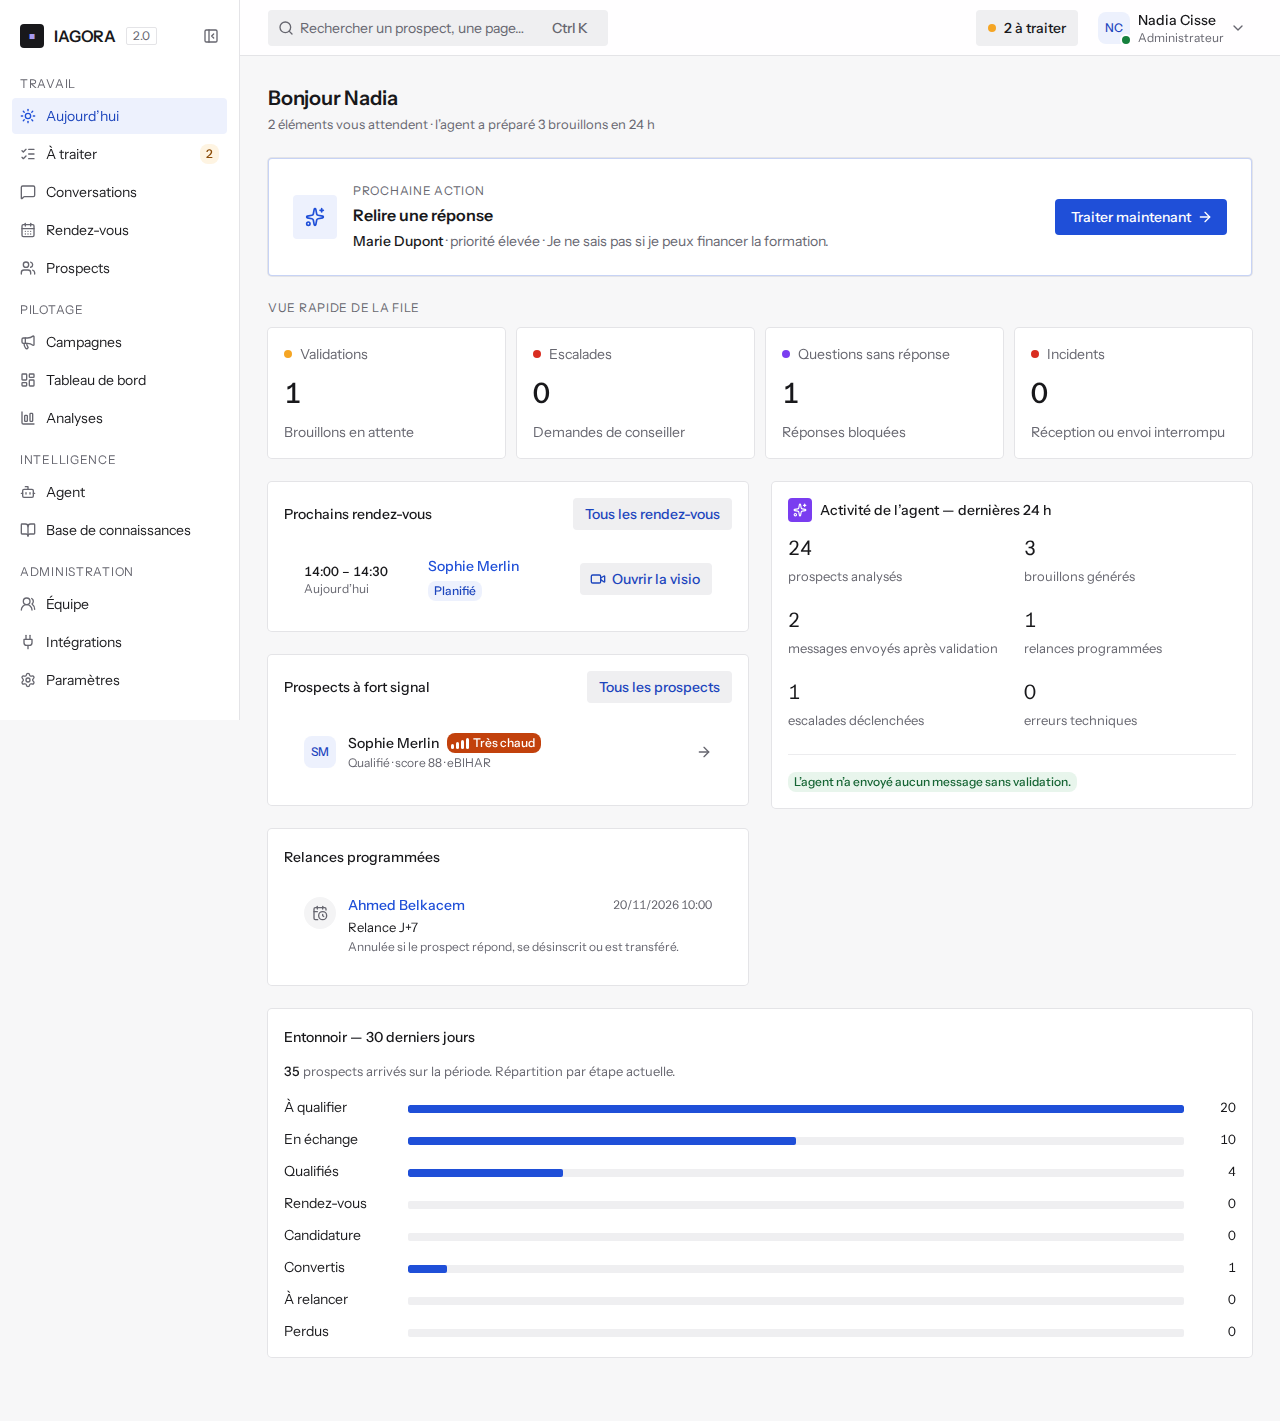 IAGORA 2.0
Rechercher un prospect, une page... Ctrl K
2 à traiter
NC
Nadia Cisse
Administrateur
TRAVAIL
Aujourd'hui
À traiter 2
Conversations
Rendez-vous
Prospects
PILOTAGE
Campagnes
Tableau de bord
Analyses
INTELLIGENCE
Agent
Base de connaissances
ADMINISTRATION
Équipe
Intégrations
Paramètres
Bonjour Nadia
2 éléments vous attendent · l'agent a préparé 3 brouillons en 24 h
PROCHAINE ACTION
Relire une réponse
Marie Dupont · priorité élevée · Je ne sais pas si je peux financer la formation.
Traiter maintenant
VUE RAPIDE DE LA FILE
Validations
1
Brouillons en attente
Escalades
0
Demandes de conseiller
Questions sans réponse
1
Réponses bloquées
Incidents
0
Réception ou envoi interrompu
Prochains rendez-vous
Tous les rendez-vous
14:00 – 14:30
Aujourd'hui
Sophie Merlin
Planifié
Ouvrir la visio
Prospects à fort signal
Tous les prospects
SM
Sophie Merlin Très chaud
Qualifié · score 88 · eBIHAR
Relances programmées
Ahmed Belkacem 20/11/2026 10:00
Relance J+7
Annulée si le prospect répond, se désinscrit ou est transféré.
Activité de l'agent — dernières 24 h
24
prospects analysés
3
brouillons générés
2
messages envoyés après validation
1
relances programmées
1
escalades déclenchées
0
erreurs techniques
L'agent n'a envoyé aucun message sans validation.
Entonnoir — 30 derniers jours
35 prospects arrivés sur la période. Répartition par étape actuelle.
À qualifier 20
En échange 10
Qualifiés 4
Rendez-vous 0
Candidature 0
Convertis 1
À relancer 0
Perdus 0